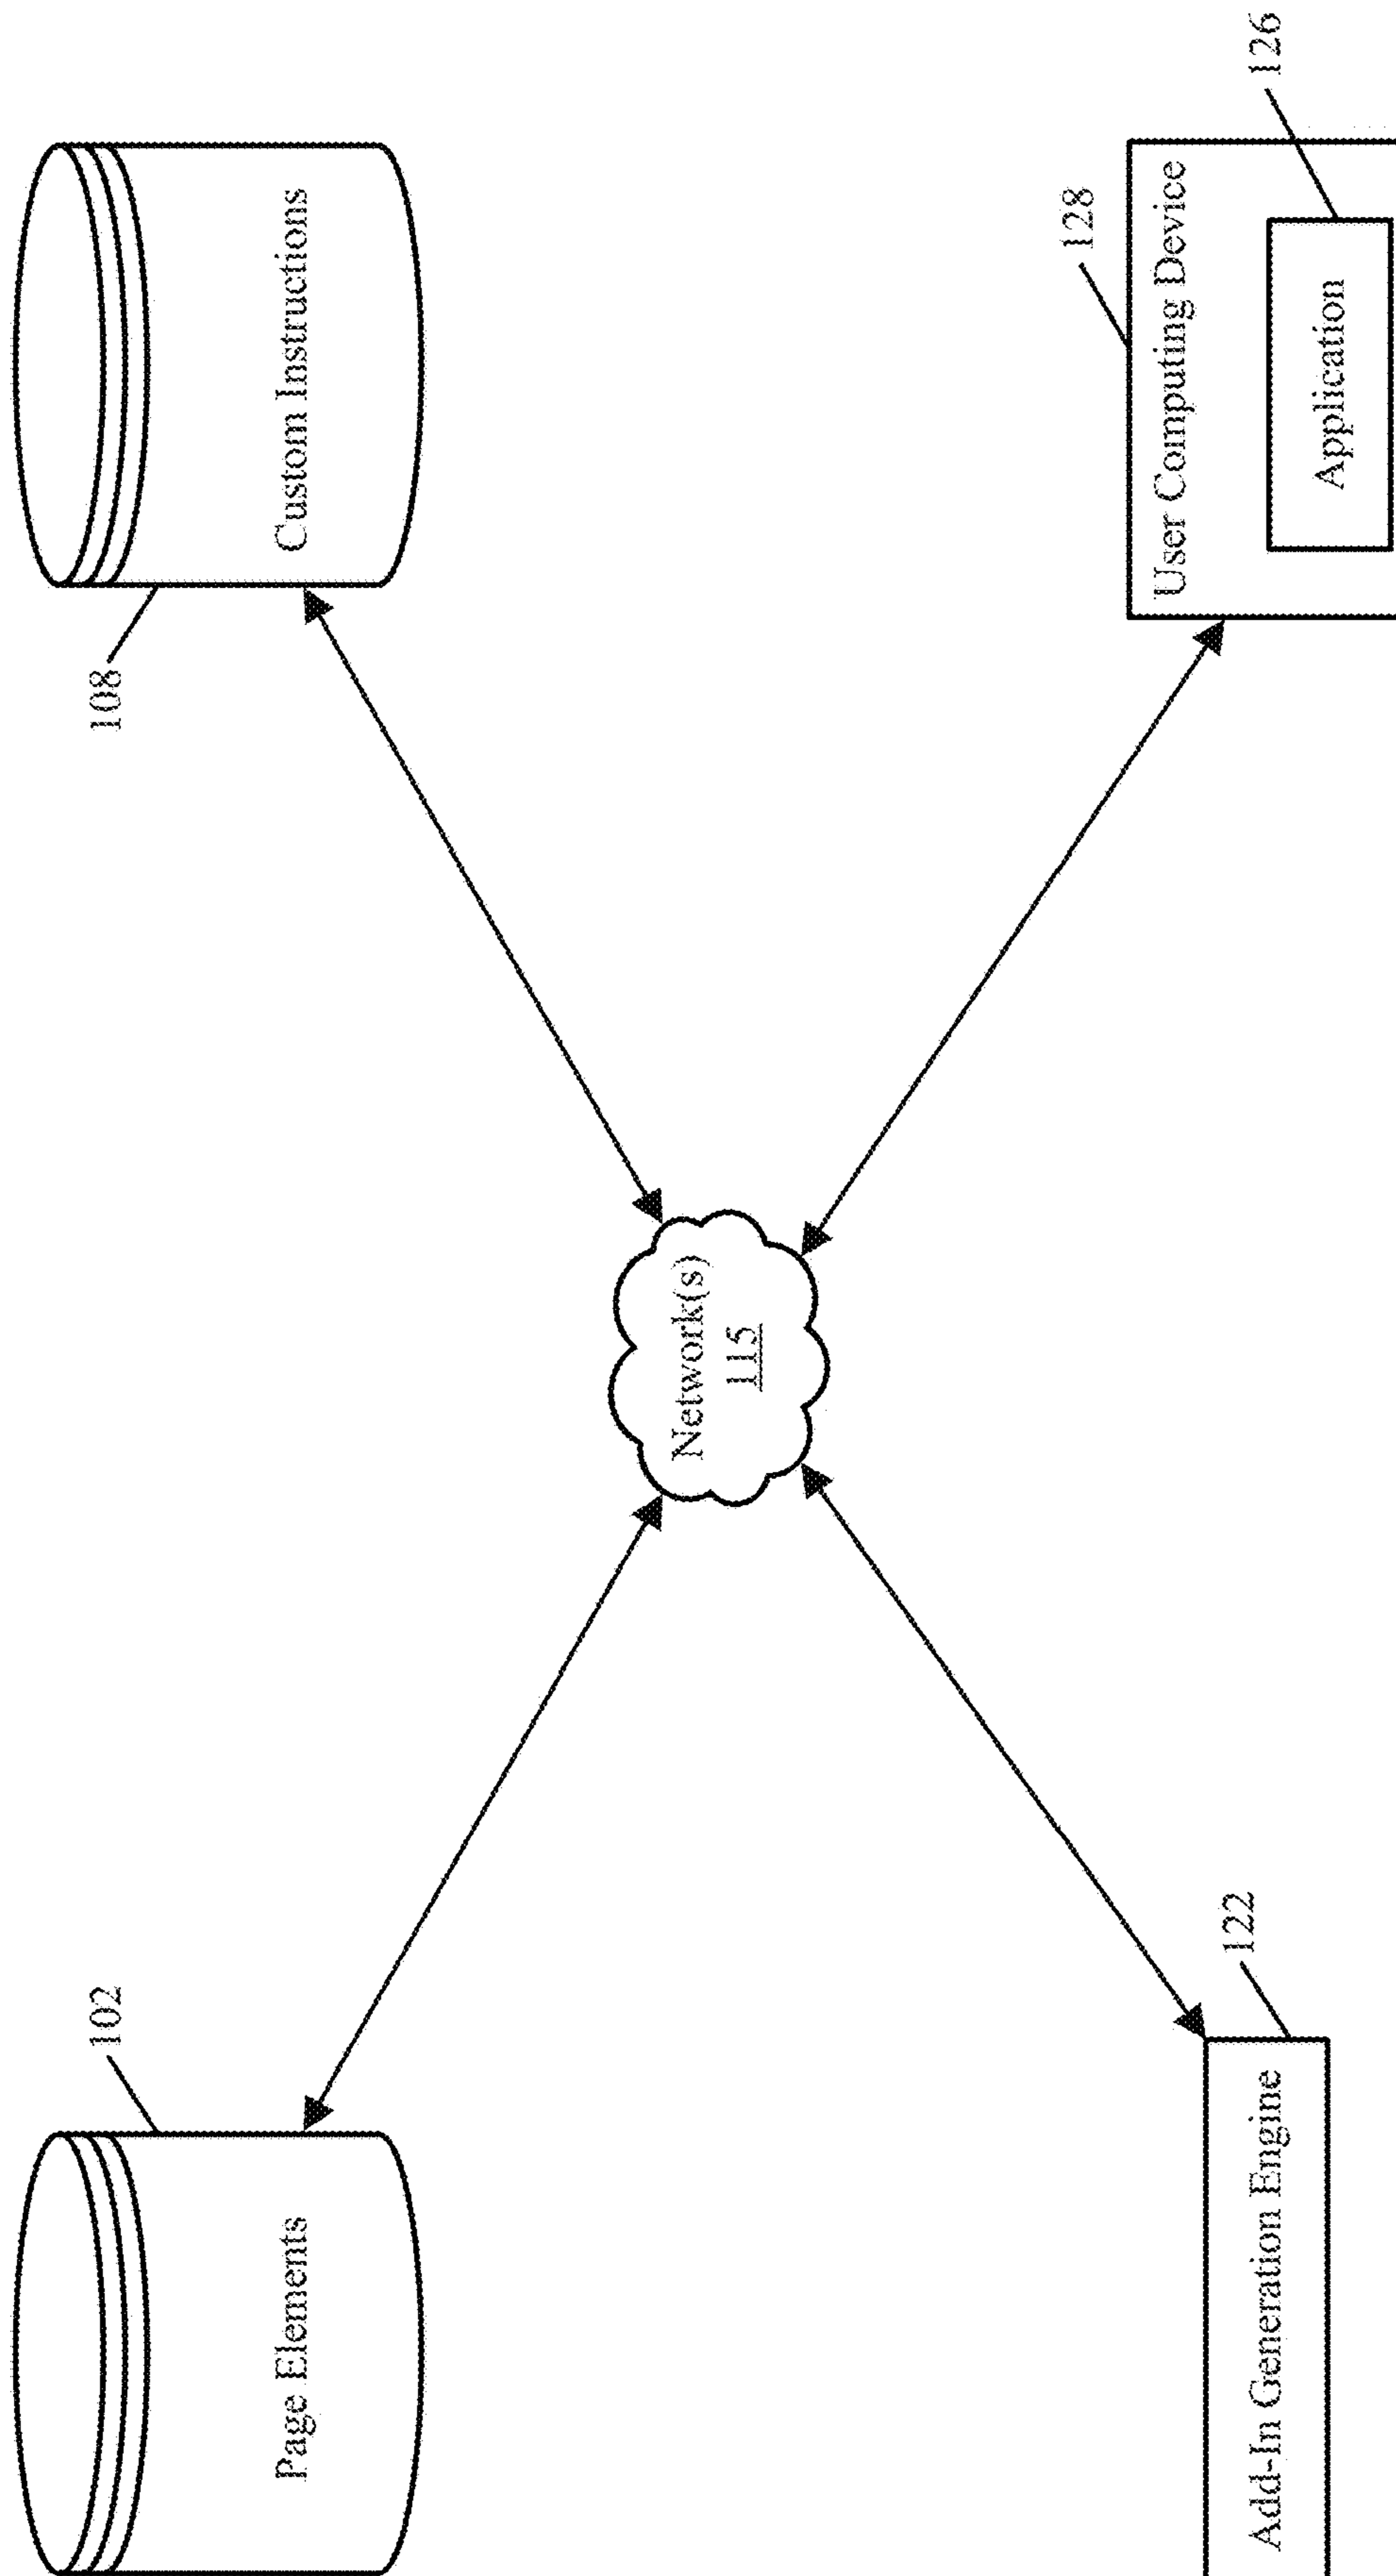 102
108
Page Elements
Custom Instructions
Network(s)
115
128
User Computing Device
122
Add-In Generation Engine
126
Application